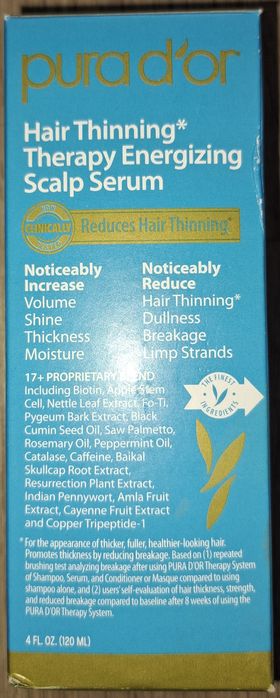 pura d'or
Hair Thinning*
Therapy Energizing
Scalp Serum
CLINICALLY
Reduces Hair Thinning*
Noticeably
Increase
Volume
Shine
Thickness
Moisture
Noticeably
Reduce
Hair Thinning*
Dullness
Breakage
Limp Strands
17+ PROPRIETARY BLEND
Including Biotin, Apple Stem
Cell, Nettle Leaf Extract, Fo-Ti,
Pygeum Bark Extract, Black
Cumin Seed Oil, Saw Palmetto,
Rosemary Oil, Peppermint Oil,
Catalase, Caffeine, Baikal
Skullcap Root Extract,
Resurrection Plant Extract,
Indian Pennywort, Amla Fruit
Extract, Cayenne Fruit Extract
and Copper Tripeptide-1
THE FINEST
INGREDIENTS
*For the appearance of thicker, fuller, healthier-looking hair.
Promotes thickness by reducing breakage. Based on (1) repeated
brushing test analyzing breakage after using PURA D'OR Therapy System
of Shampoo, Serum, and Conditioner or Masque compared to using
shampoo alone, and (2) users' self-evaluation of hair thickness, strength,
and reduced breakage compared to baseline after 8 weeks of using the
PURA D'OR Therapy System.
4 FL. OZ. (120 ML)